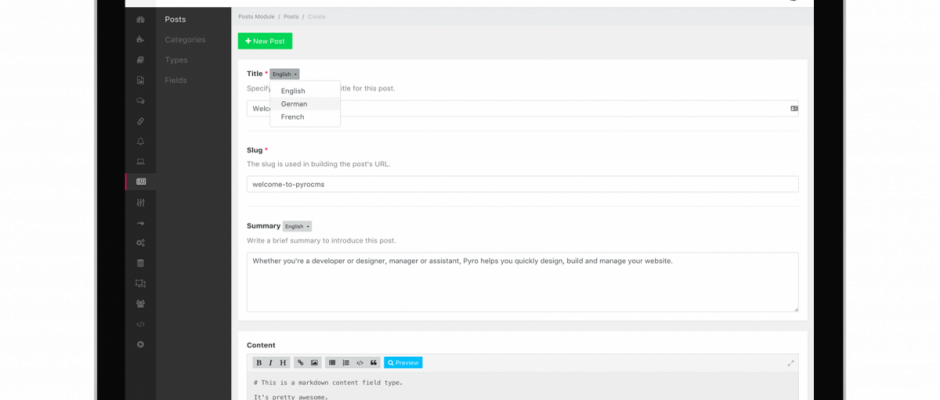 Posts
Categories
Types
Fields
Posts Module / Posts / Create
+ New Post
Title * English
English
German
French
Specify title for this post.
Slug *
The slug is used in building the post's URL.
welcome-to-pyrocms
Summary English
Write a brief summary to introduce this post.
Whether you're a developer or designer, manager or assistant, Pyro helps you quickly design, build and manage your website.
Content
B I H Preview
# This is a markdown content field type.
It's pretty awesome.